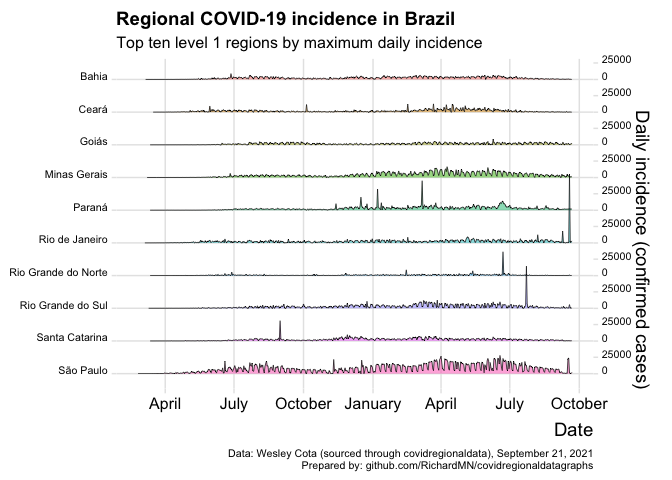 Regional COVID-19 incidence in Brazil
Top ten level 1 regions by maximum daily incidence
Bahia
25000
0
Ceará
25000
0
Goiás
25000
0
Minas Gerais
25000
0
Paraná
25000
0
Rio de Janeiro
25000
0
Rio Grande do Norte
25000
0
Rio Grande do Sul
25000
0
Santa Catarina
25000
0
São Paulo
25000
0
Daily incidence (confirmed cases)
April July October January April July October
Date
Data: Wesley Cota (sourced through covidregionaldata), September 21, 2021
Prepared by: github.com/RichardMN/covidregionaldatagraphs